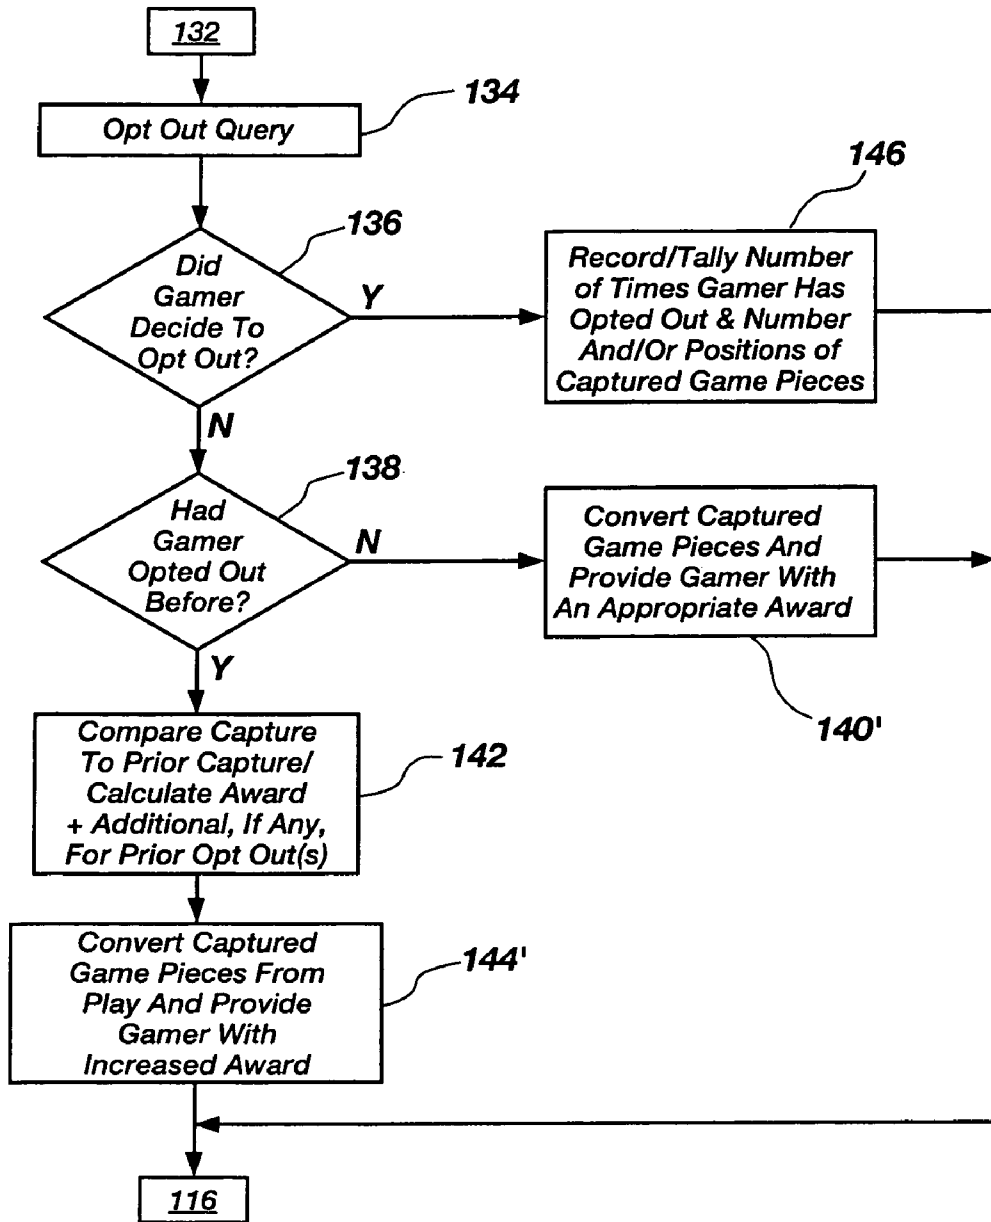 132
134
Opt Out Query
146
136
Did
Gamer
Decide To
Opt Out?
Y
Record/Tally Number
of Times Gamer Has
Opted Out & Number
And/Or Positions of
Captured Game Pieces
N
138
Had
Gamer
Opted Out
Before?
N
Convert Captured
Game Pieces And
Provide Gamer With
An Appropriate Award
Y
140'
Compare Capture
To Prior Capture/
Calculate Award
+ Additional, If Any,
For Prior Opt Out(s)
142
Convert Captured
Game Pieces From
Play And Provide
Gamer With
Increased Award
144'
116